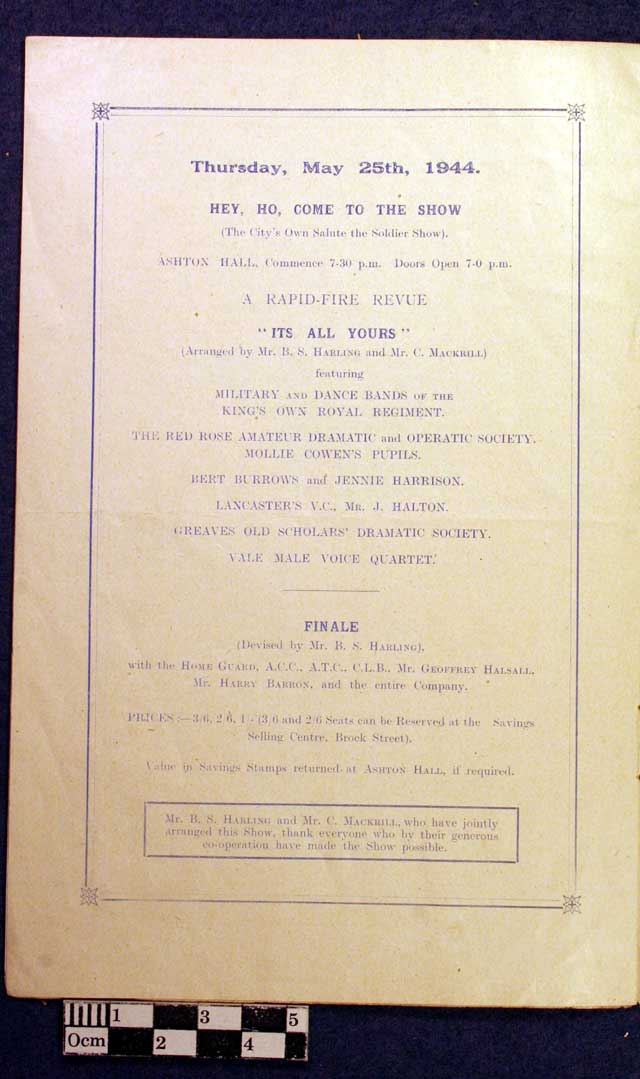 Thursday, May 25th, 1944.
HEY, HO, COME TO THE SHOW
(The City's Own Salute the Soldier Show).
ASHTON HALL, Commence 7-30 p.m. Doors Open 7-0 p.m.
A RAPID-FIRE REVUE
"ITS ALL YOURS"
(Arranged by Mr. B. S. HARLING and Mr. C. MACKRILL)
featuring
MILITARY AND DANCE BANDS OF THE
KING'S OWN ROYAL REGIMENT.
THE RED ROSE AMATEUR DRAMATIC and OPERATIC SOCIETY.
MOLLIE COWEN'S PUPILS.
BERT BURROWS and JENNIE HARRISON.
LANCASTER'S V.C., MR. J. HALTON.
GREAVES OLD SCHOLARS' DRAMATIC SOCIETY.
VALE MALE VOICE QUARTET.
FINALE
(Devised by Mr. B. S. HARLING),
with the HOME GUARD, A.C.C., A.T.C., C.L.B., Mr. GEOFFREY HALSALL,
Mr. HARRY BARRON, and the entire Company.
PRICES :—3/6, 2/6, 1/- (3/6 and 2/6 Seats can be Reserved at the Savings
Selling Centre, Brock Street).
Value in Savings Stamps returned at ASHTON HALL, if required.
Mr. B. S. HARLING and Mr. C. MACKRILL, who have jointly
arranged this Show, thank everyone who by their generous
co-operation have made the Show possible.
1 3 5
0cm 2 4